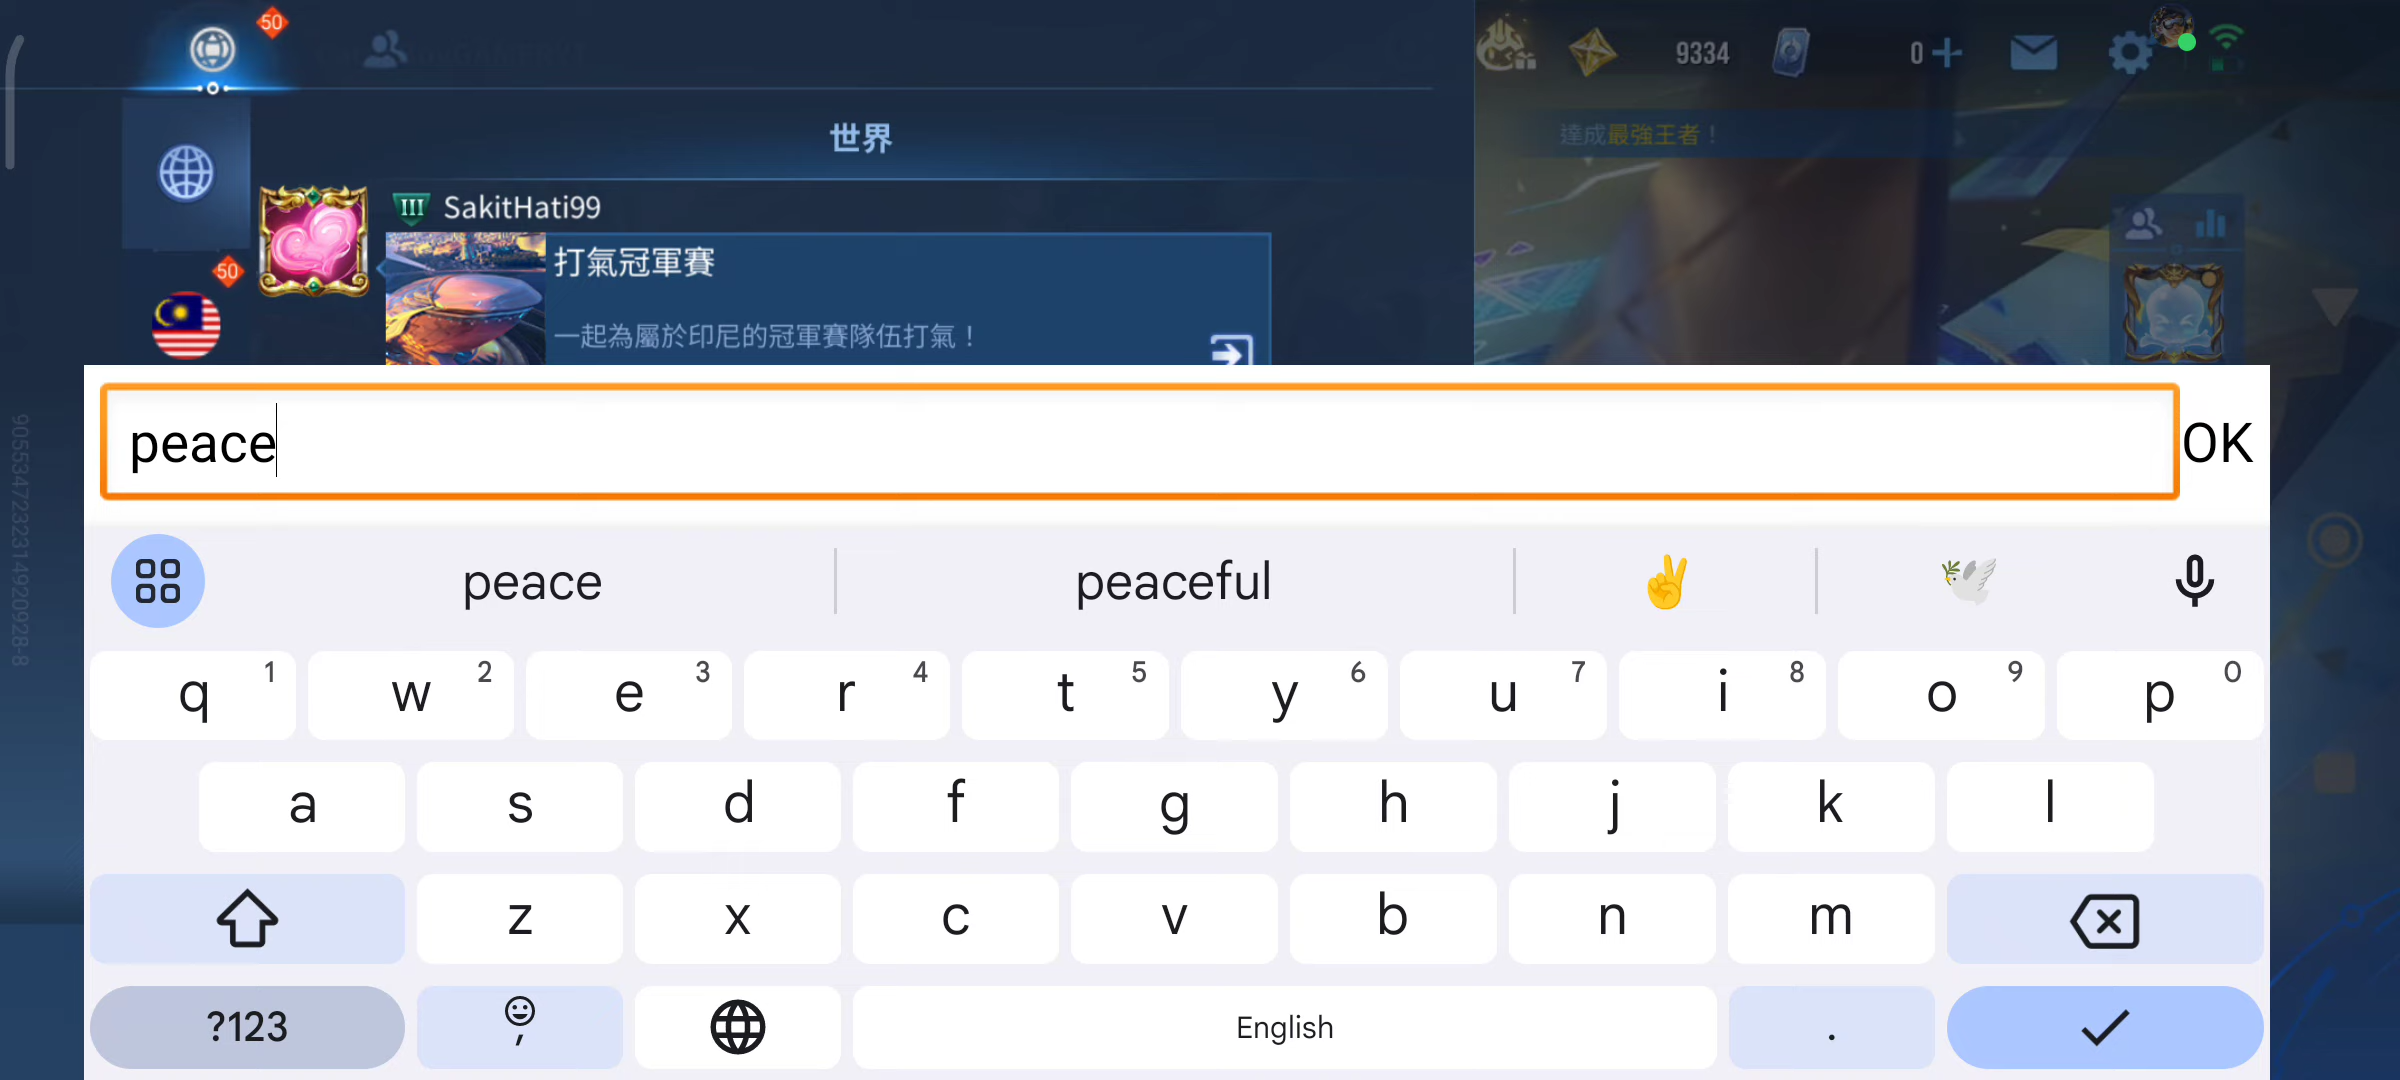 50
9334
0
世界
達成最強王者！
III SakitHati99
打氣冠軍賽
50
一起為屬於印尼的冠軍賽隊伍打氣！
peace
OK
peace peaceful
q 1 w 2 e 3 r 4 t 5 y 6 u 7 i 8 o 9 p 0
a s d f g h j k l
z x c v b n m
?123 , English .